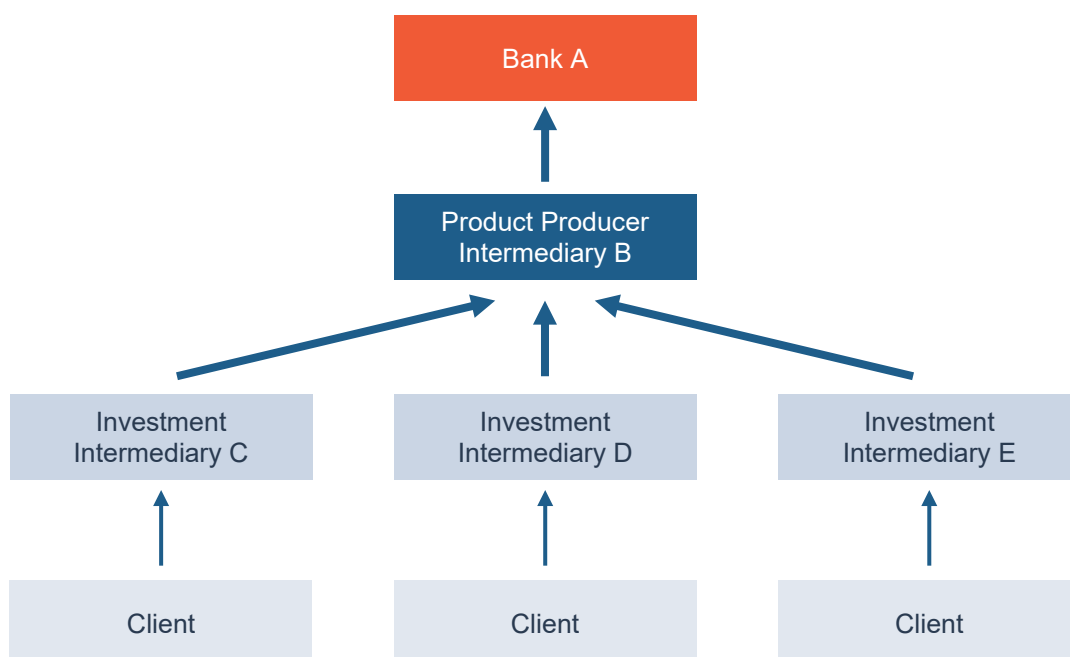 Bank A
Product Producer
Intermediary B
Investment
Intermediary C
Investment
Intermediary D
Investment
Intermediary E
Client
Client
Client